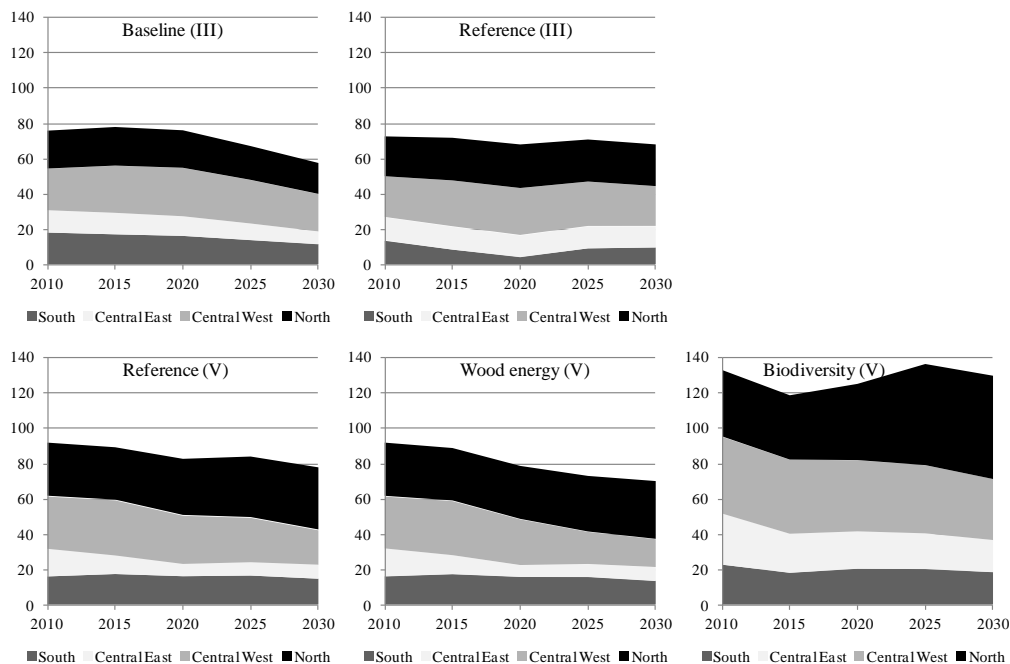 Baseline (III)
140
120
100
80
60
40
20
0
2010 2015 2020 2025 2030
South Central East Central West North
Reference (III)
140
120
100
80
60
40
20
0
2010 2015 2020 2025 2030
South Central East Central West North
Reference (V)
140
120
100
80
60
40
20
0
2010 2015 2020 2025 2030
South Central East Central West North
Wood energy (V)
140
120
100
80
60
40
20
0
2010 2015 2020 2025 2030
South Central East Central West North
Biodiversity (V)
140
120
100
80
60
40
20
0
2010 2015 2020 2025 2030
South Central East Central West North